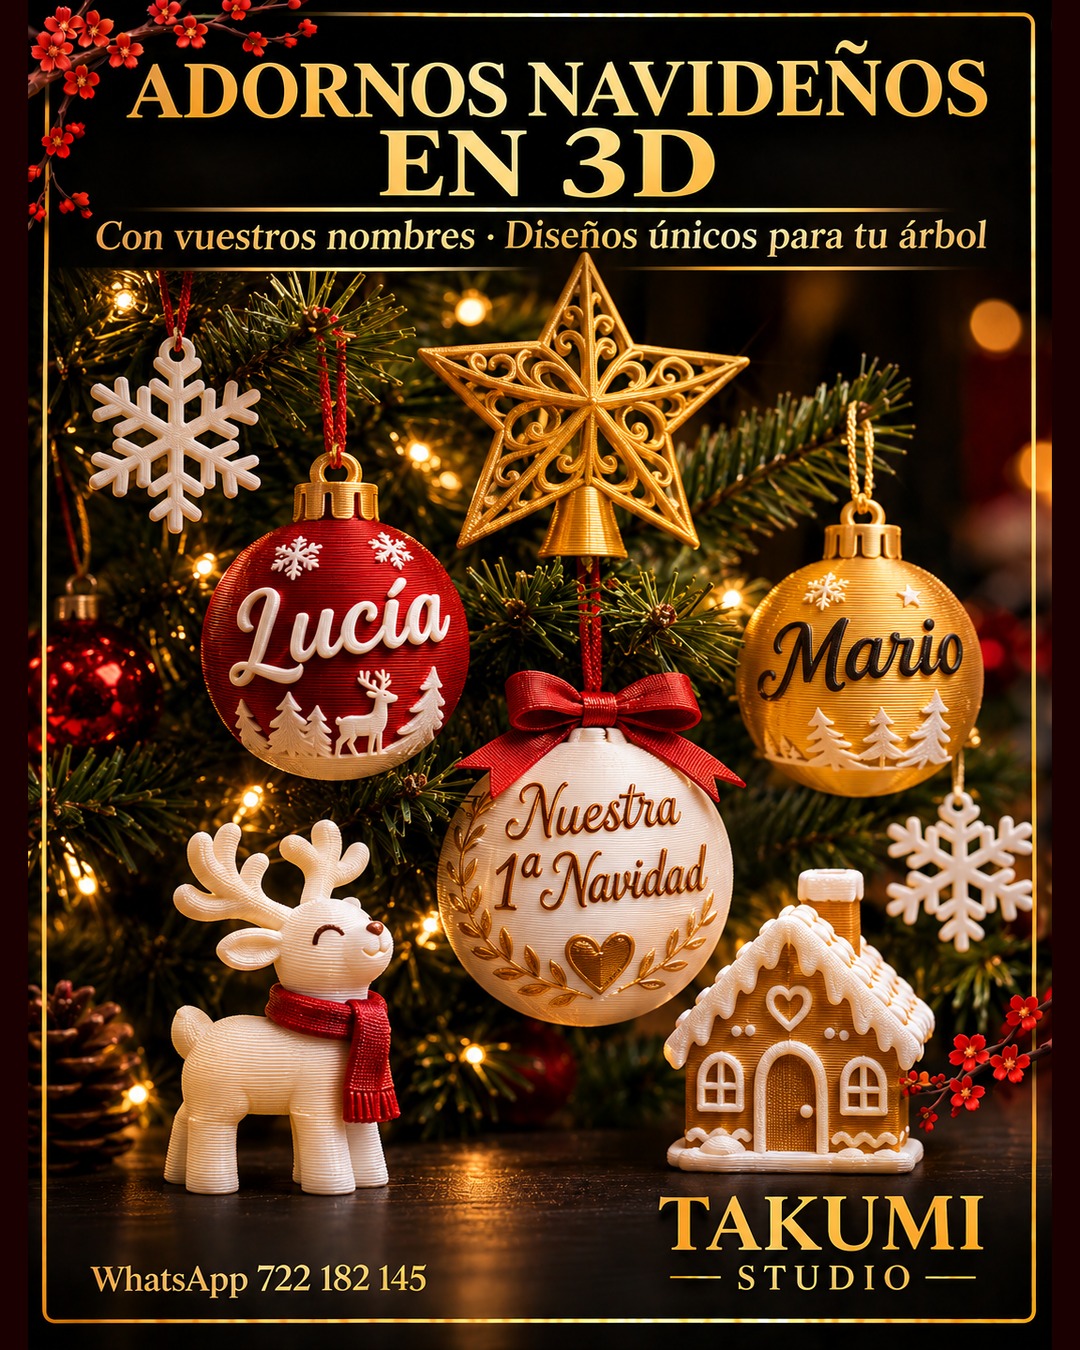 ADORNOS NAVIDEÑOS
EN 3D
Con vuestros nombres · Diseños únicos para tu árbol
Lucía
Mario
Nuestra
1ª Navidad
WhatsApp 722 182 145
TAKUMI
STUDIO